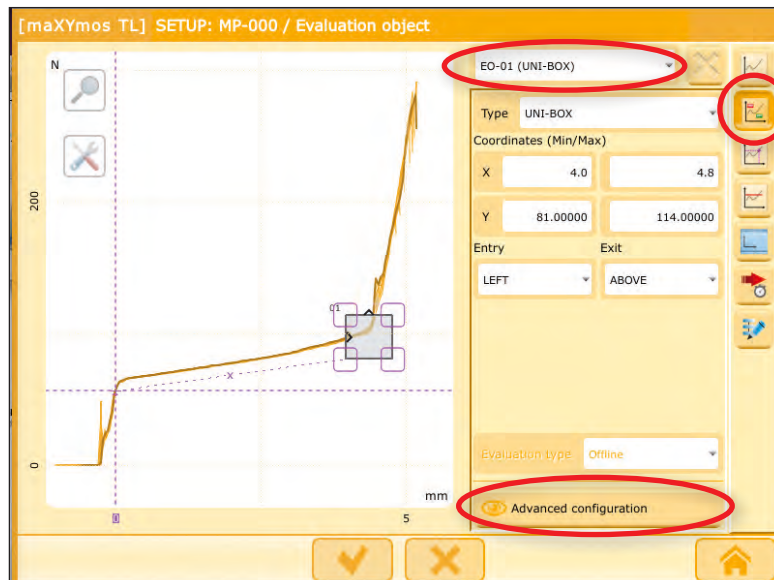 [maXYmos TL] SETUP: MP-000 / Evaluation object
N
200
0
01
x
mm
0
5
EO-01 (UNI-BOX)
Type UNI-BOX
Coordinates (Min/Max)
X 4.0 4.8
Y 81.00000 114.00000
Entry Exit
LEFT ABOVE
Evaluation type Offline
Advanced configuration